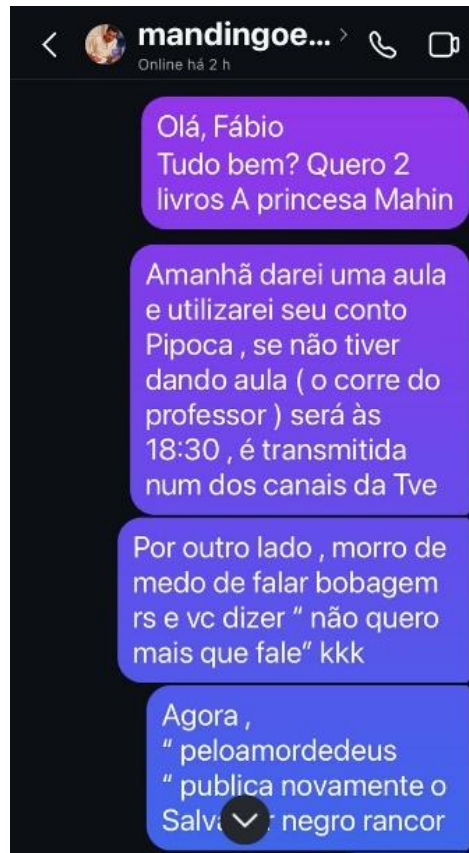 mandingoe...
Online há 2 h
Olá, Fábio
Tudo bem? Quero 2
livros A princesa Mahin
Amanhã darei uma aula
e utilizarei seu conto
Pipoca , se não tiver
dando aula ( o corre do
professor ) será às
18:30 , é transmitida
num dos canais da Tve
Por outro lado , morro de
medo de falar bobagem
rs e vc dizer " não quero
mais que fale" kkk
Agora ,
" peloamordedeus
" publica novamente o
negro rancor